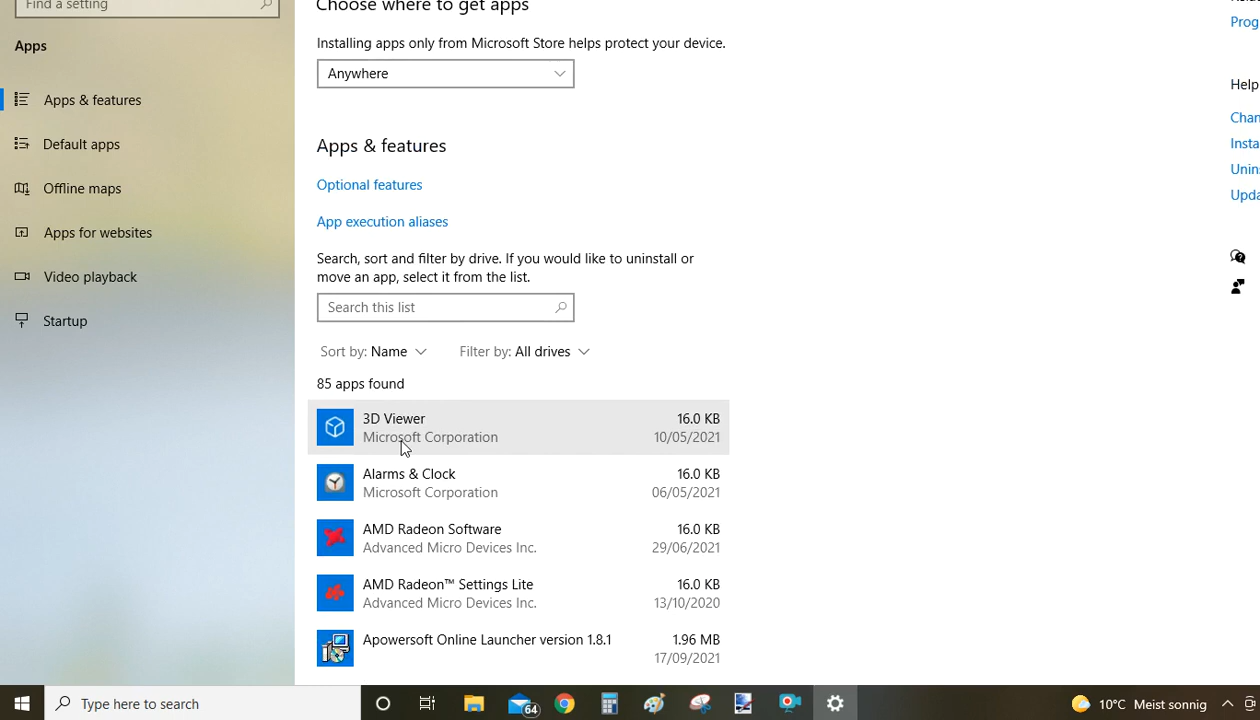 Find a setting
Choose where to get apps
Apps
Installing apps only from Microsoft Store helps protect your device.
Anywhere
Apps & features
Default apps
Offline maps
Apps for websites
Video playback
Startup
Apps & features
Optional features
App execution aliases
Search, sort and filter by drive. If you would like to uninstall or
move an app, select it from the list.
Search this list
Sort by: Name Filter by: All drives
85 apps found
3D Viewer 16.0 KB
Microsoft Corporation 10/05/2021
Alarms & Clock 16.0 KB
Microsoft Corporation 06/05/2021
AMD Radeon Software 16.0 KB
Advanced Micro Devices Inc. 29/06/2021
AMD Radeon™ Settings Lite 16.0 KB
Advanced Micro Devices Inc. 13/10/2020
Apowersoft Online Launcher version 1.8.1 1.96 MB
17/09/2021
Prog
Help
Chan
Insta
Unins
Upda
Type here to search
64
10°C Meist sonnig